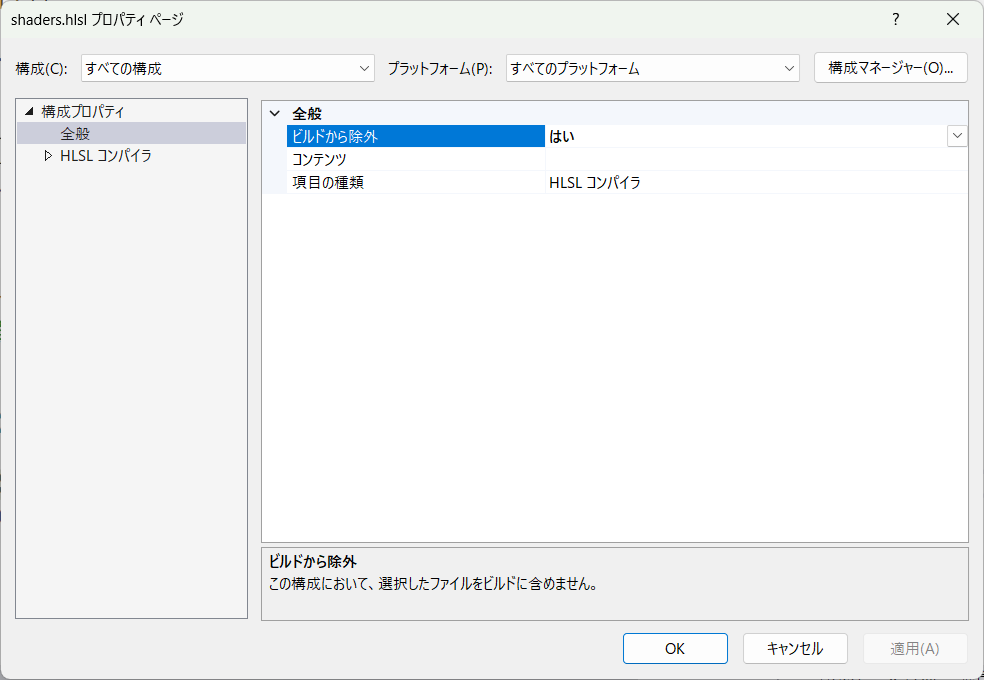 shaders.hlsl プロパティ ページ
?
構成(C): すべての構成 プラットフォーム(P): すべてのプラットフォーム 構成マネージャー(O)...
構成プロパティ
全般
HLSL コンパイラ
全般
ビルドから除外 はい
コンテンツ
項目の種類 HLSL コンパイラ
ビルドから除外
この構成において、選択したファイルをビルドに含めません。
OK キャンセル 適用(A)